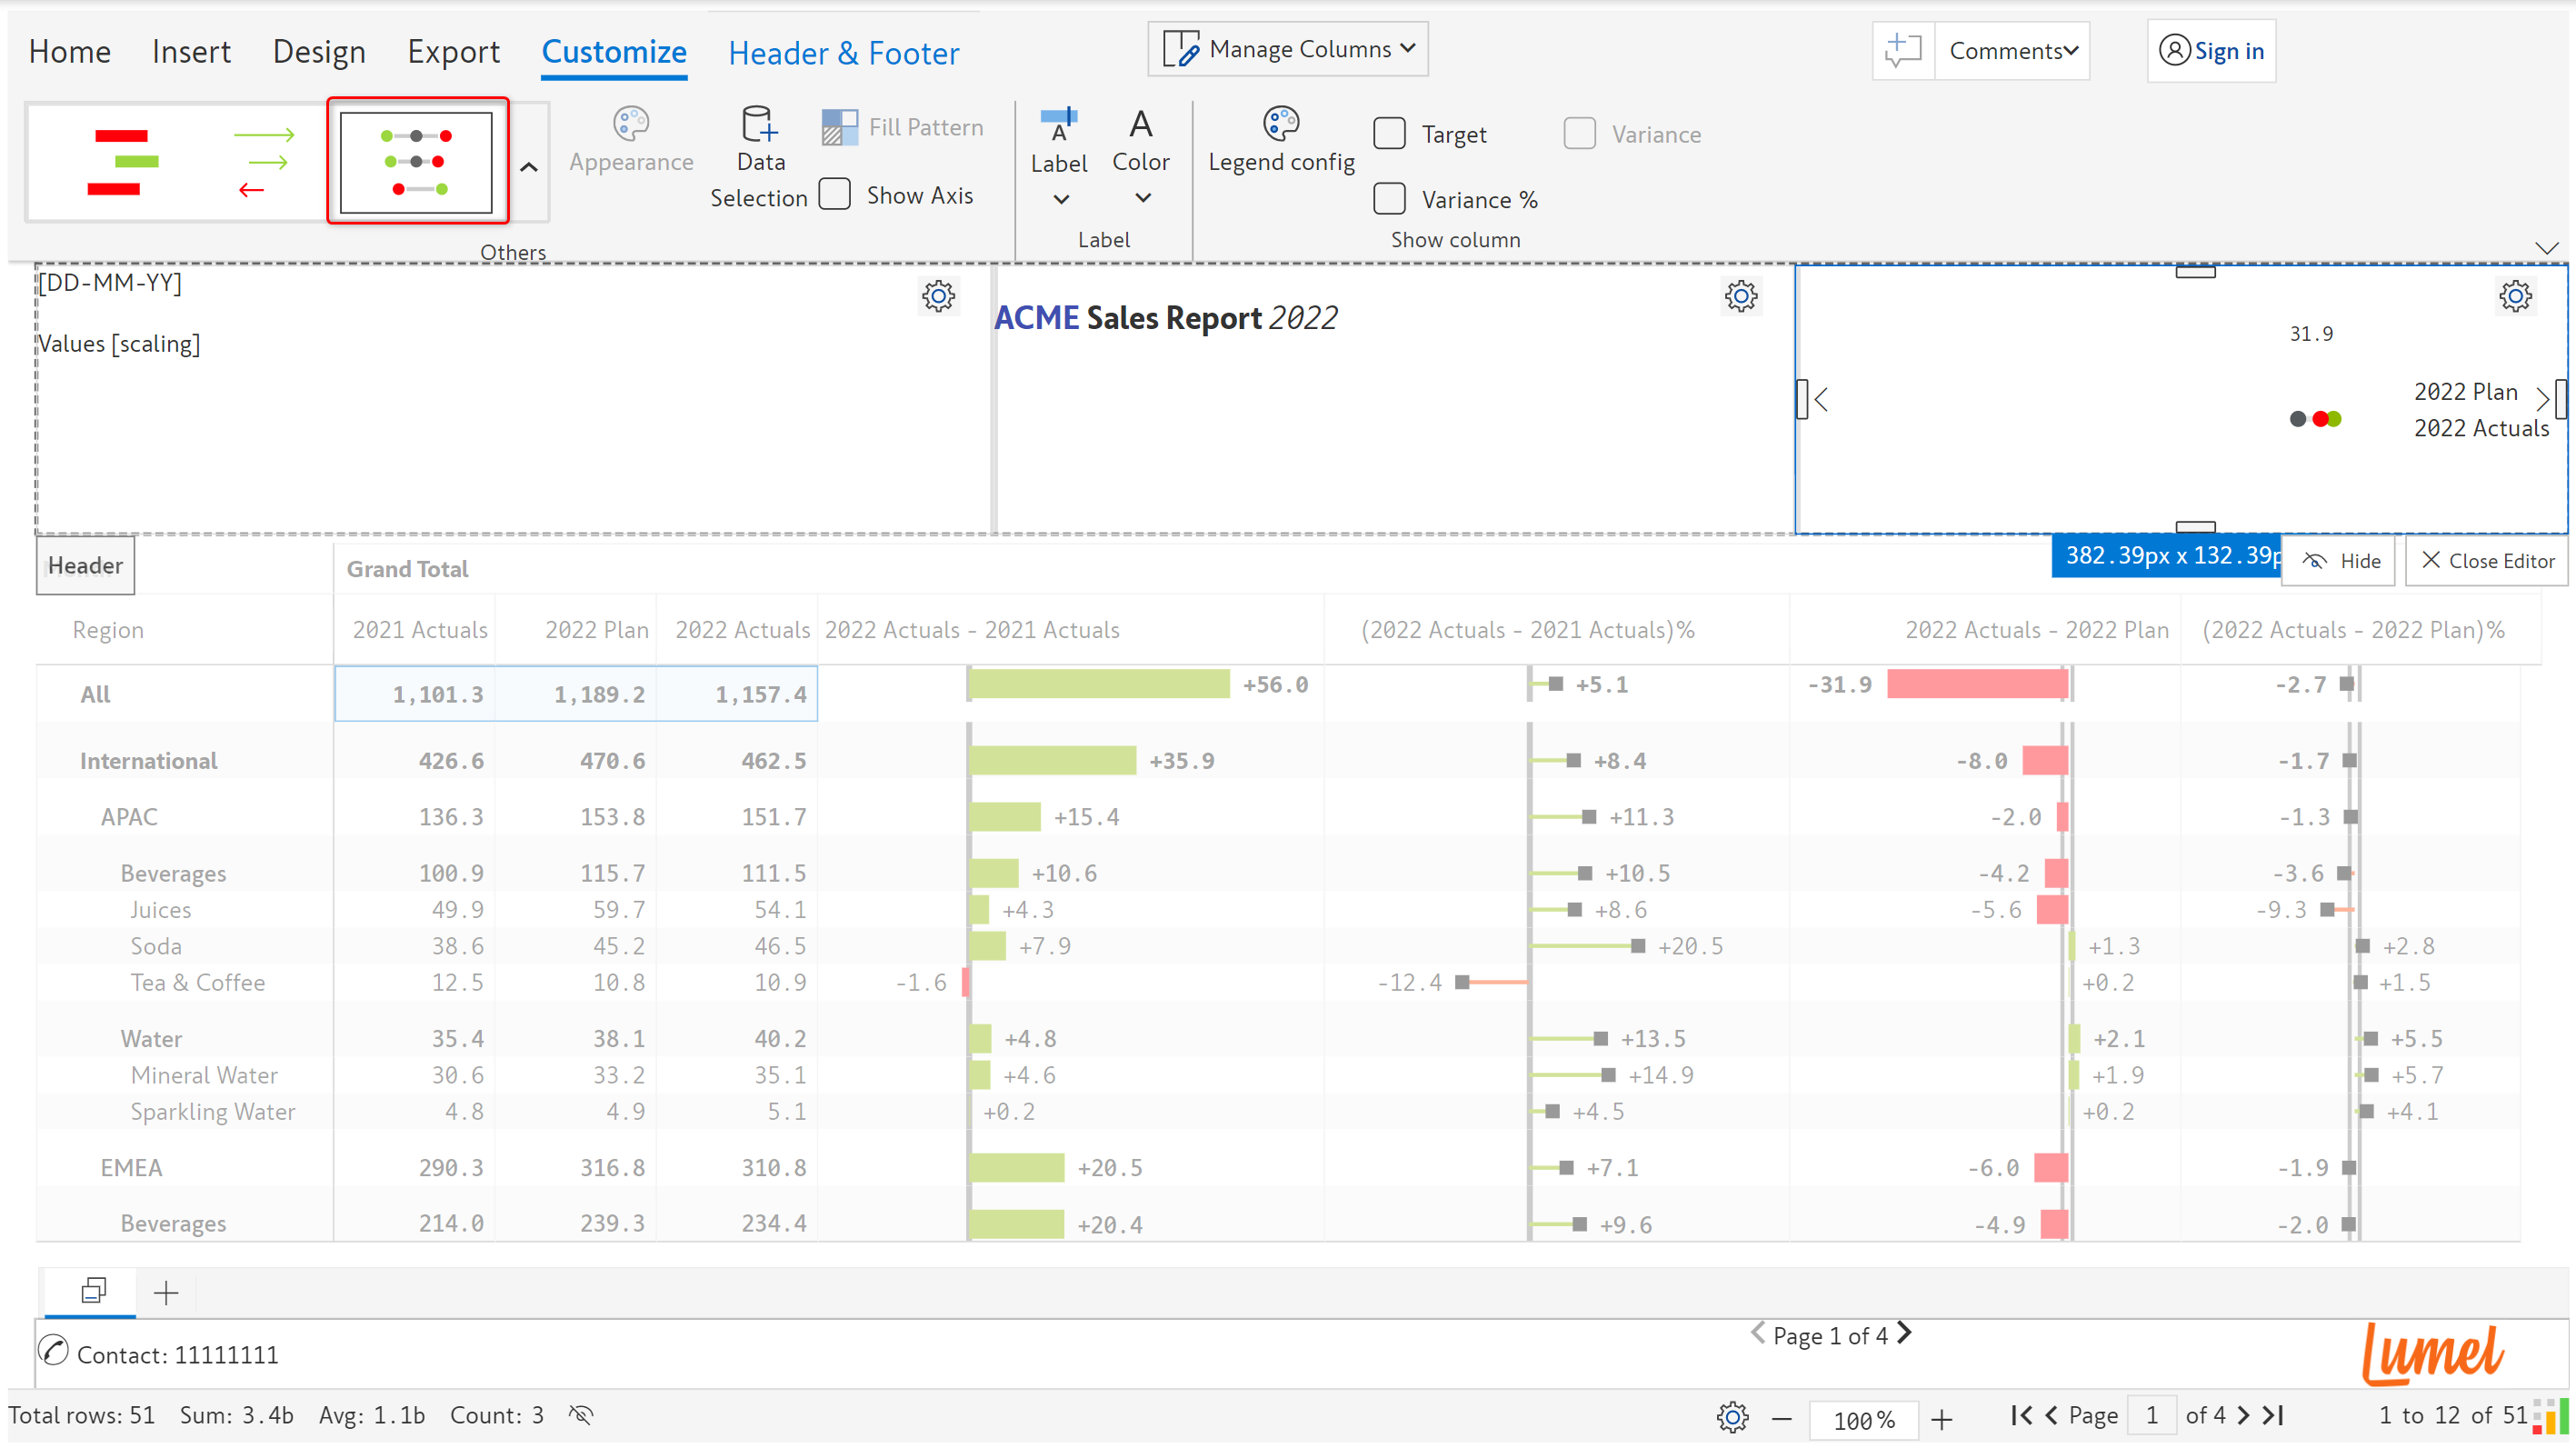 Home Insert Design Export Customize Header & Footer Manage Columns Comments Sign in
Appearance
Data
Selection
Fill Pattern
Show Axis
Others
Label
Color
Label
Legend config
Target
Variance
Variance %
Show column
[DD-MM-YY]
Values [scaling]
ACME Sales Report 2022
31.9
2022 Plan
2022 Actuals
382.39px x 132.39p
Hide
Close Editor
Header
Grand Total
Region 2021 Actuals 2022 Plan 2022 Actuals 2022 Actuals - 2021 Actuals (2022 Actuals - 2021 Actuals)% 2022 Actuals - 2022 Plan (2022 Actuals - 2022 Plan)%
All 1,101.3 1,189.2 1,157.4 +56.0 +5.1 -31.9 -2.7
International 426.6 470.6 462.5 +35.9 +8.4 -8.0 -1.7
APAC 136.3 153.8 151.7 +15.4 +11.3 -2.0 -1.3
Beverages 100.9 115.7 111.5 +10.6 +10.5 -4.2 -3.6
Juices 49.9 59.7 54.1 +4.3 +8.6 -5.6 -9.3
Soda 38.6 45.2 46.5 +7.9 +20.5 +1.3 +2.8
Tea & Coffee 12.5 10.8 10.9 -1.6 -12.4 +0.2 +1.5
Water 35.4 38.1 40.2 +4.8 +13.5 +2.1 +5.5
Mineral Water 30.6 33.2 35.1 +4.6 +14.9 +1.9 +5.7
Sparkling Water 4.8 4.9 5.1 +0.2 +4.5 +0.2 +4.1
EMEA 290.3 316.8 310.8 +20.5 +7.1 -6.0 -1.9
Beverages 214.0 239.3 234.4 +20.4 +9.6 -4.9 -2.0
Contact: 11111111
Page 1 of 4
Lumel
Total rows: 51 Sum: 3.4b Avg: 1.1b Count: 3 100% Page 1 of 4 1 to 12 of 51